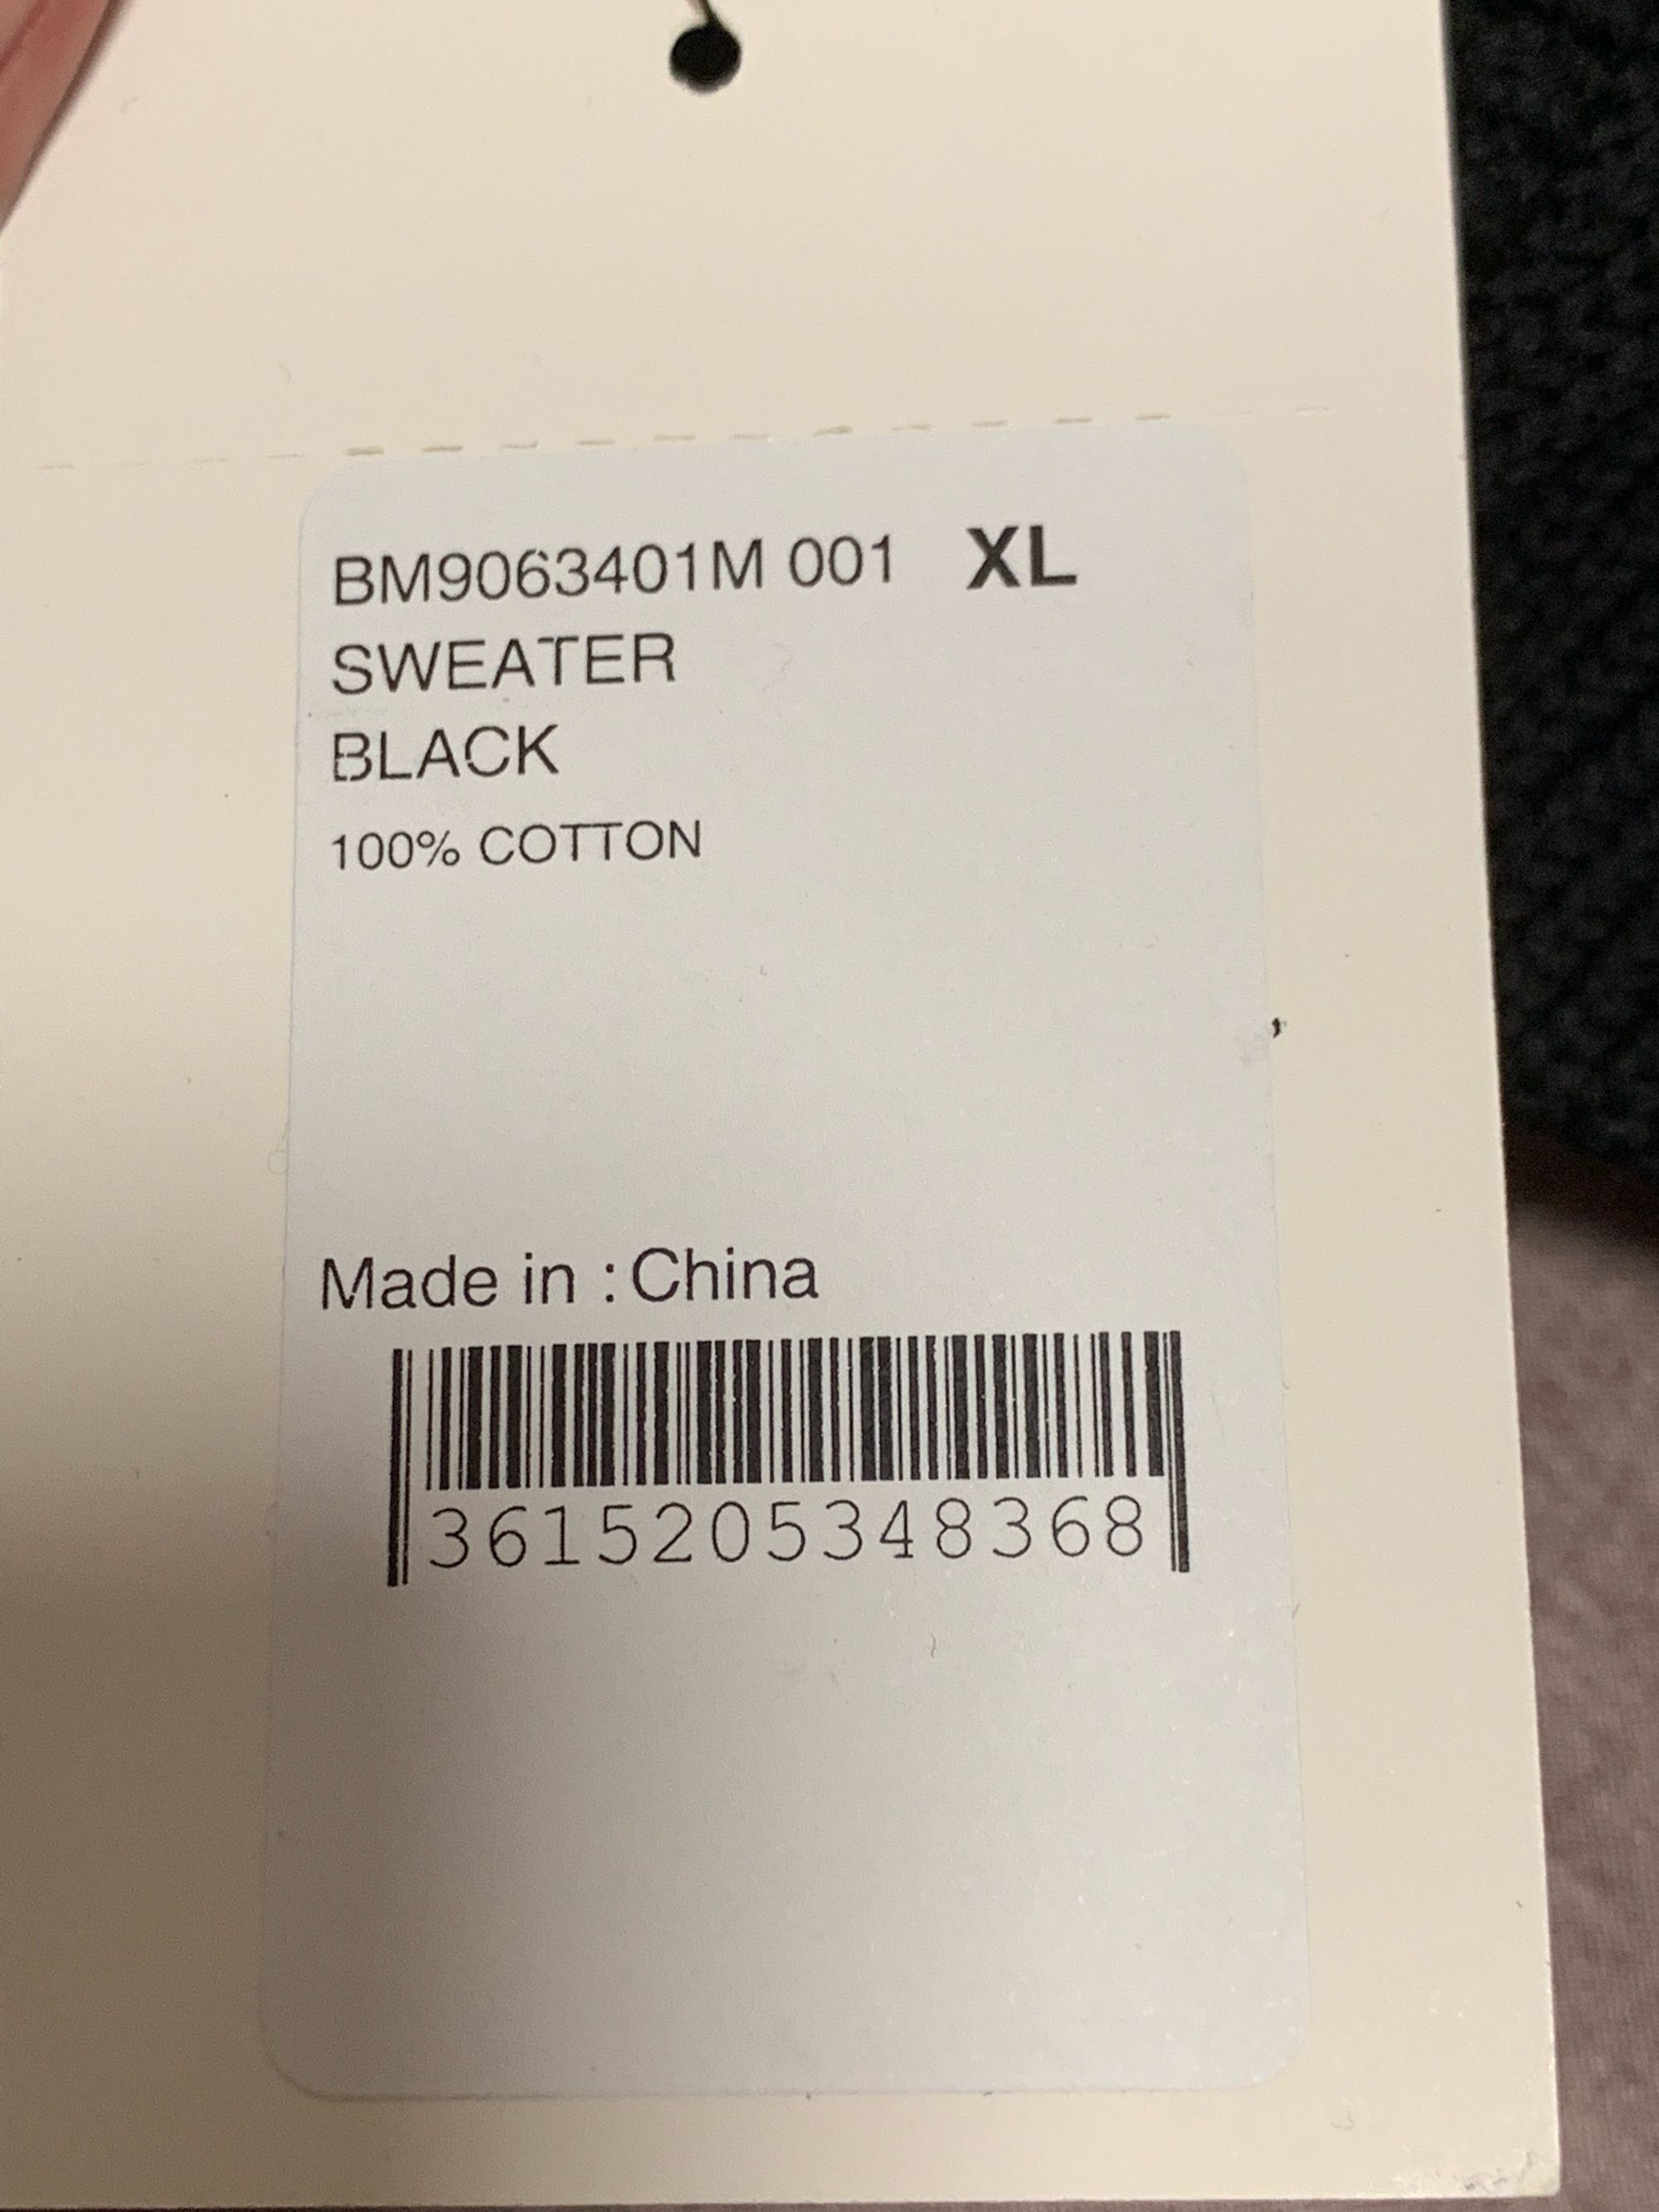 BM9063401M 001 XL
SWEATER
BLACK
100% COTTON
Made in : China
3615205348368